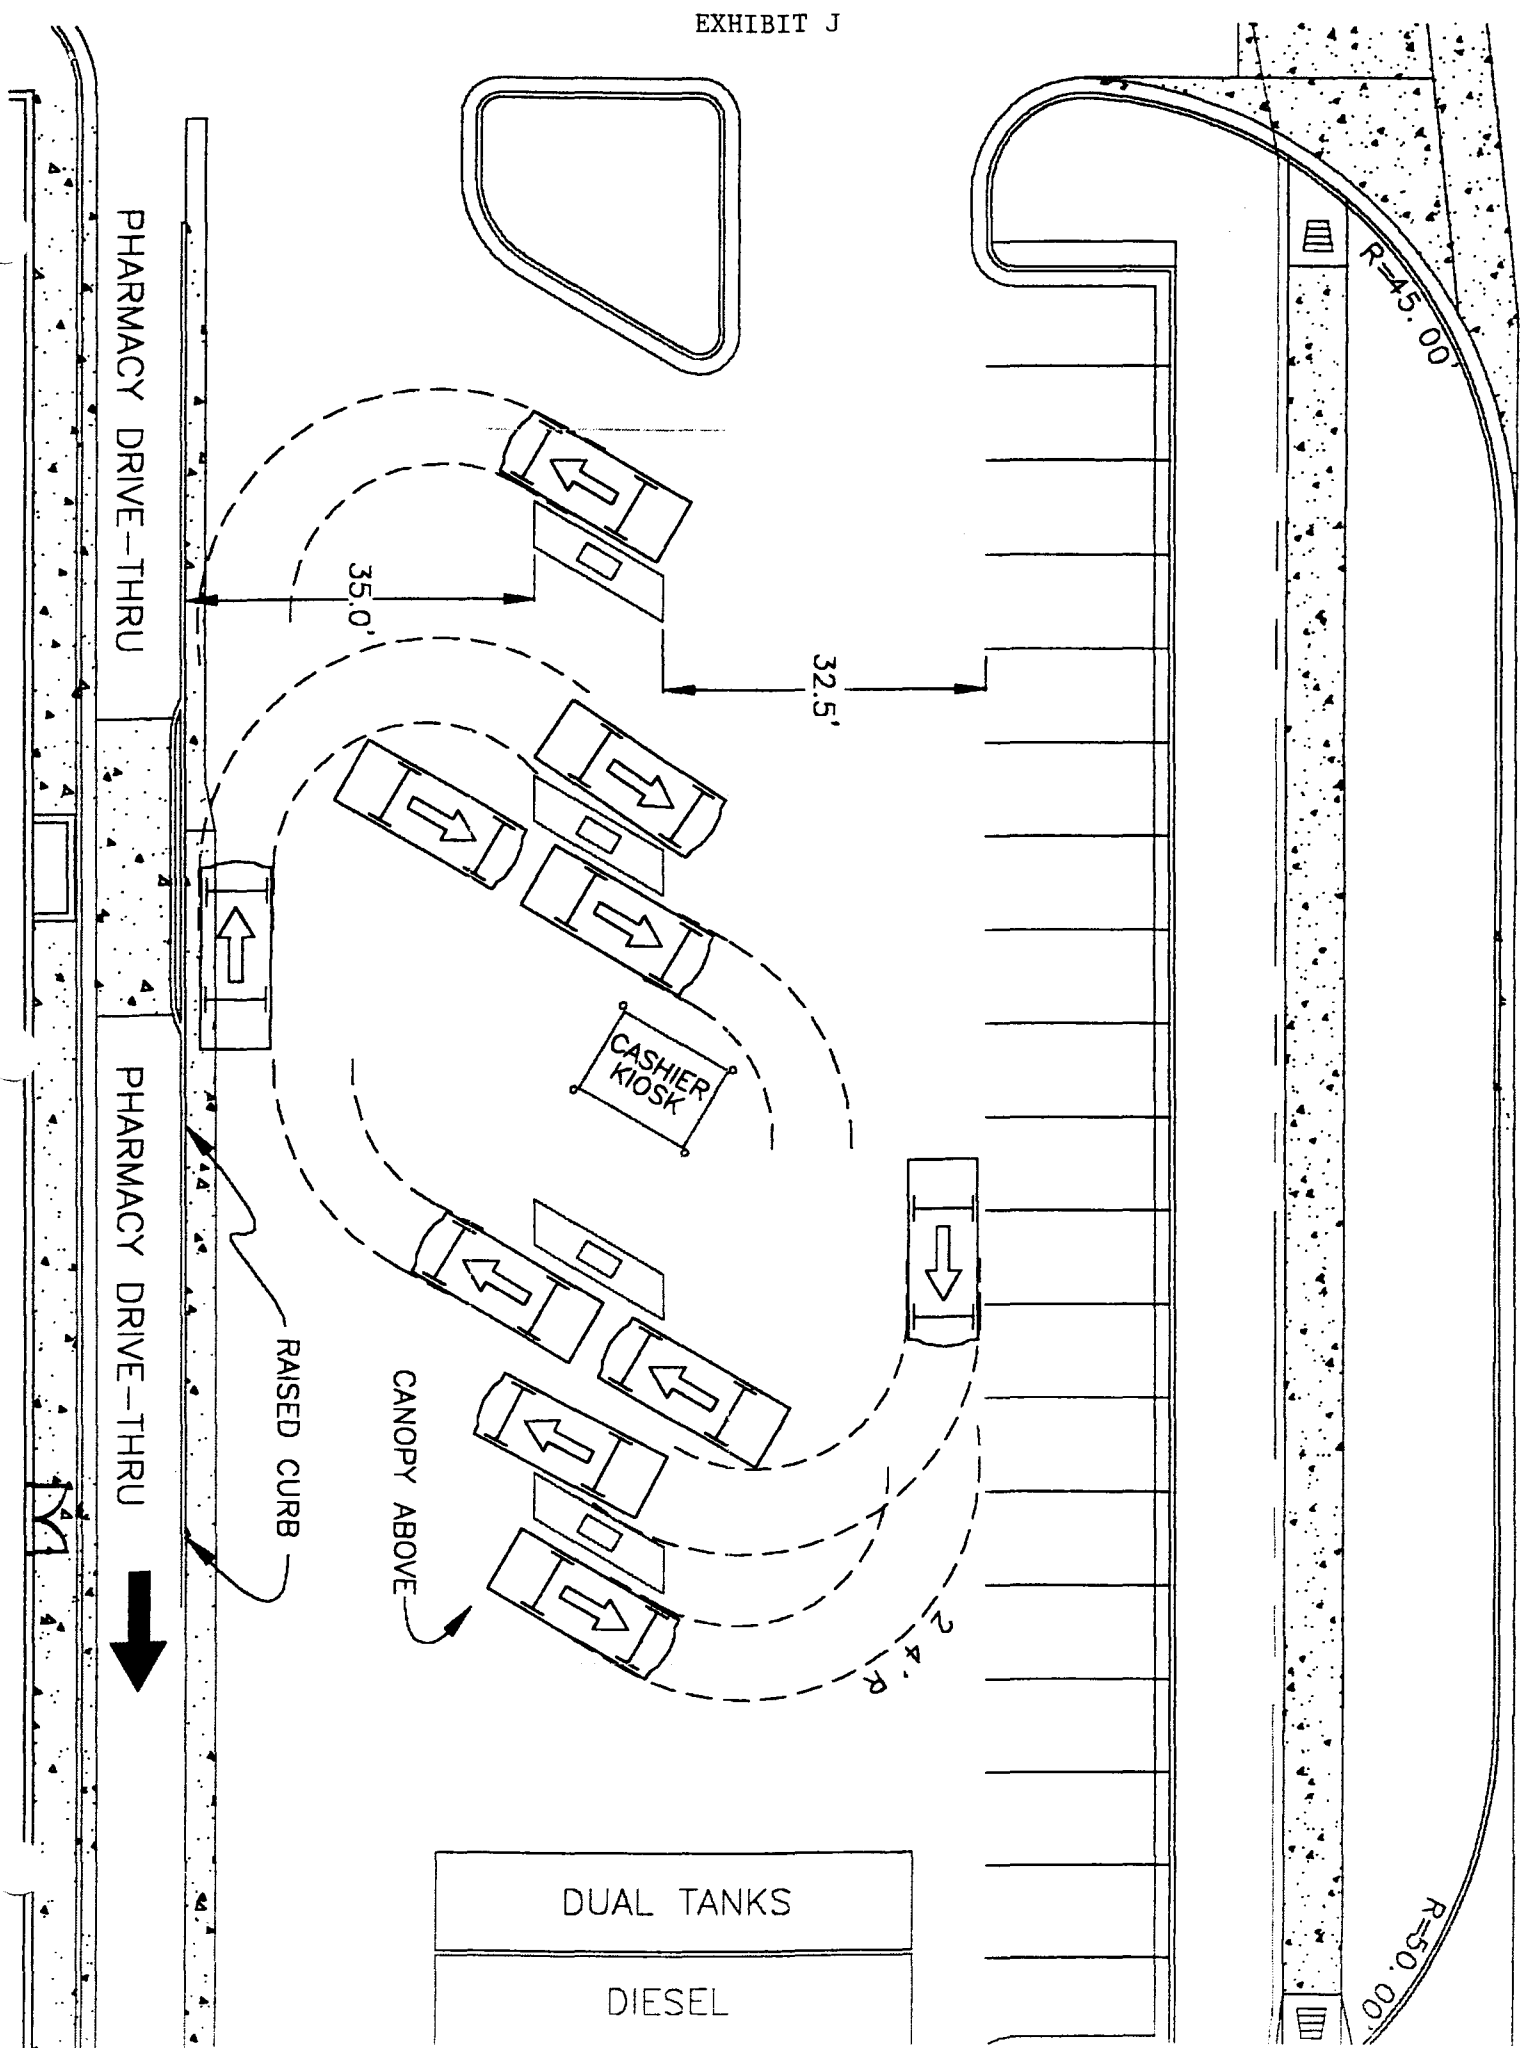 EXHIBIT J
R=45.00'
PHARMACY DRIVE-THRU
35.0'
32.5'
CASHIER
KIOSK
PHARMACY DRIVE-THRU
RAISED CURB
CANOPY ABOVE
24'R
DUAL TANKS
DIESEL
R=50.00'